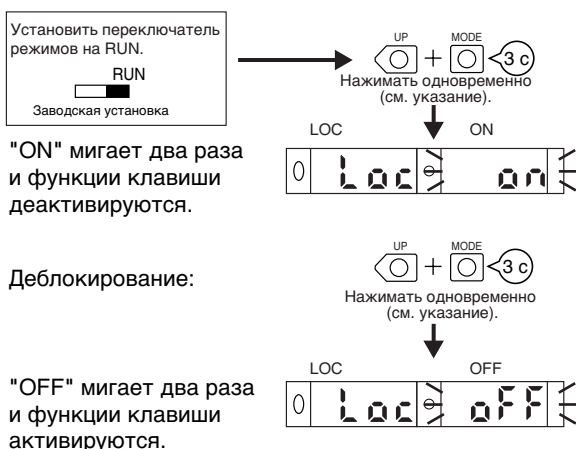 Установить переключатель
режимов на RUN.
RUN
Заводская установка
UP + MODE 3 с
Нажимать одновременно
(см. указание).
LOC ON
Loc on
"ON" мигает два раза
и функции клавиши
деактивируются.
Деблокирование:
UP + MODE 3 с
Нажимать одновременно
(см. указание).
LOC OFF
Loc oFF
"OFF" мигает два раза
и функции клавиши
активируются.